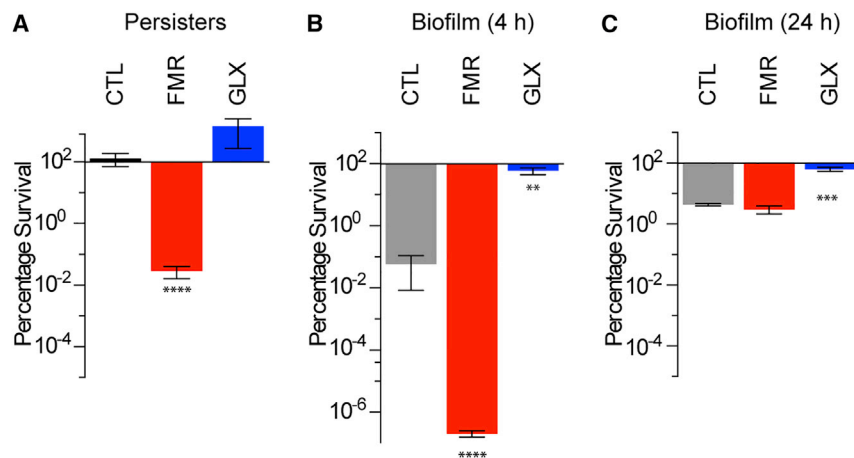 A Persisters
CTL FMR GLX
Percentage Survival
10^2
10^0
10^-2
10^-4
****
B Biofilm (4 h)
CTL FMR GLX
Percentage Survival
10^2
10^0
10^-2
10^-4
10^-6
**
****
C Biofilm (24 h)
CTL FMR GLX
Percentage Survival
10^2
10^0
10^-2
10^-4
***